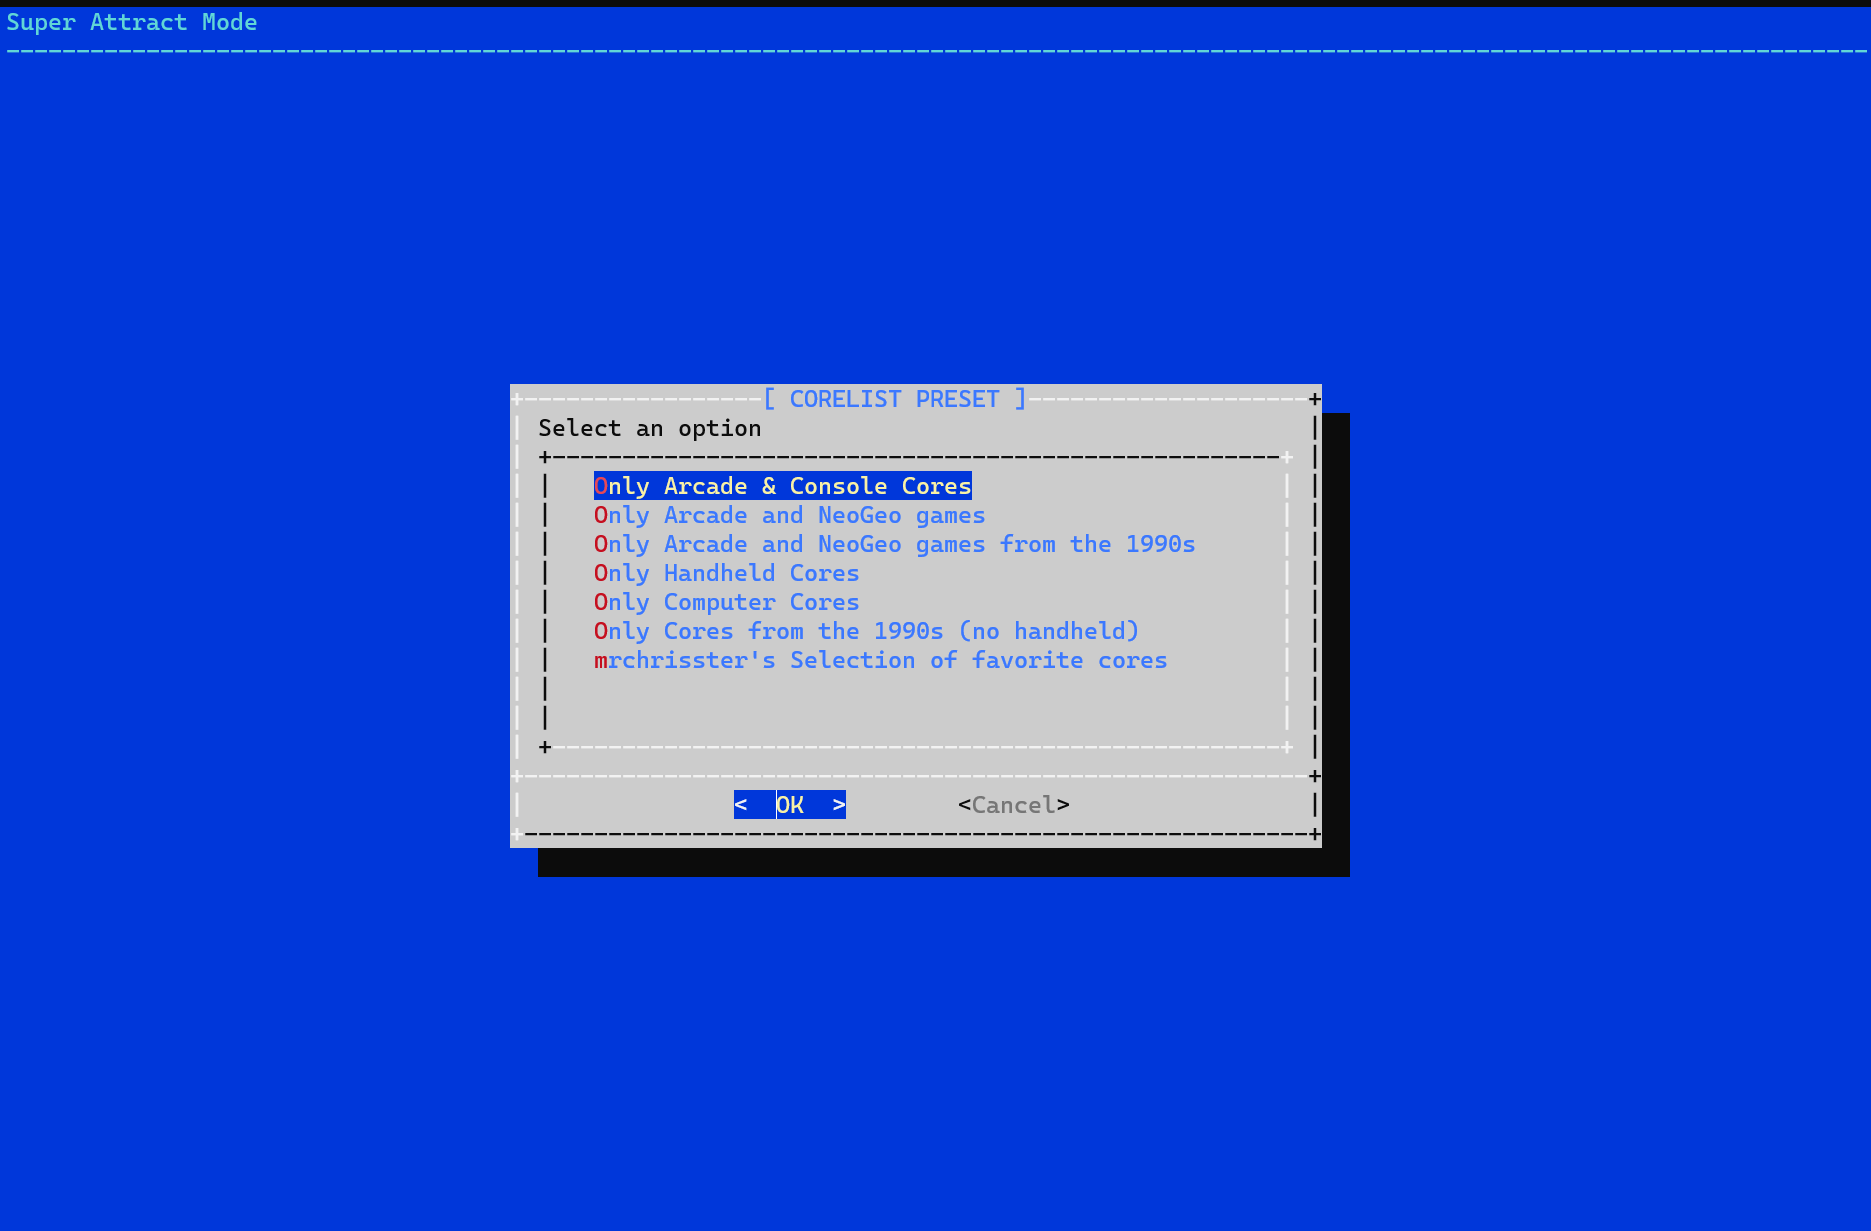 Super Attract Mode
[ CORELIST PRESET ]
Select an option
Only Arcade & Console Cores
Only Arcade and NeoGeo games
Only Arcade and NeoGeo games from the 1990s
Only Handheld Cores
Only Computer Cores
Only Cores from the 1990s (no handheld)
mrchrisster's Selection of favorite cores
<  OK  > <Cancel>